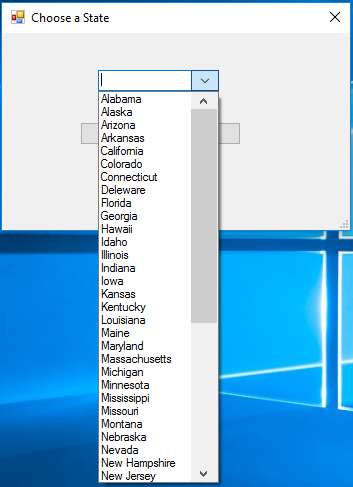 Choose a State
Alabama
Alaska
Arizona
Arkansas
California
Colorado
Connecticut
Deleware
Florida
Georgia
Hawaii
Idaho
Illinois
Indiana
Iowa
Kansas
Kentucky
Louisiana
Maine
Maryland
Massachusetts
Michigan
Minnesota
Mississippi
Missouri
Montana
Nebraska
Nevada
New Hampshire
New Jersey